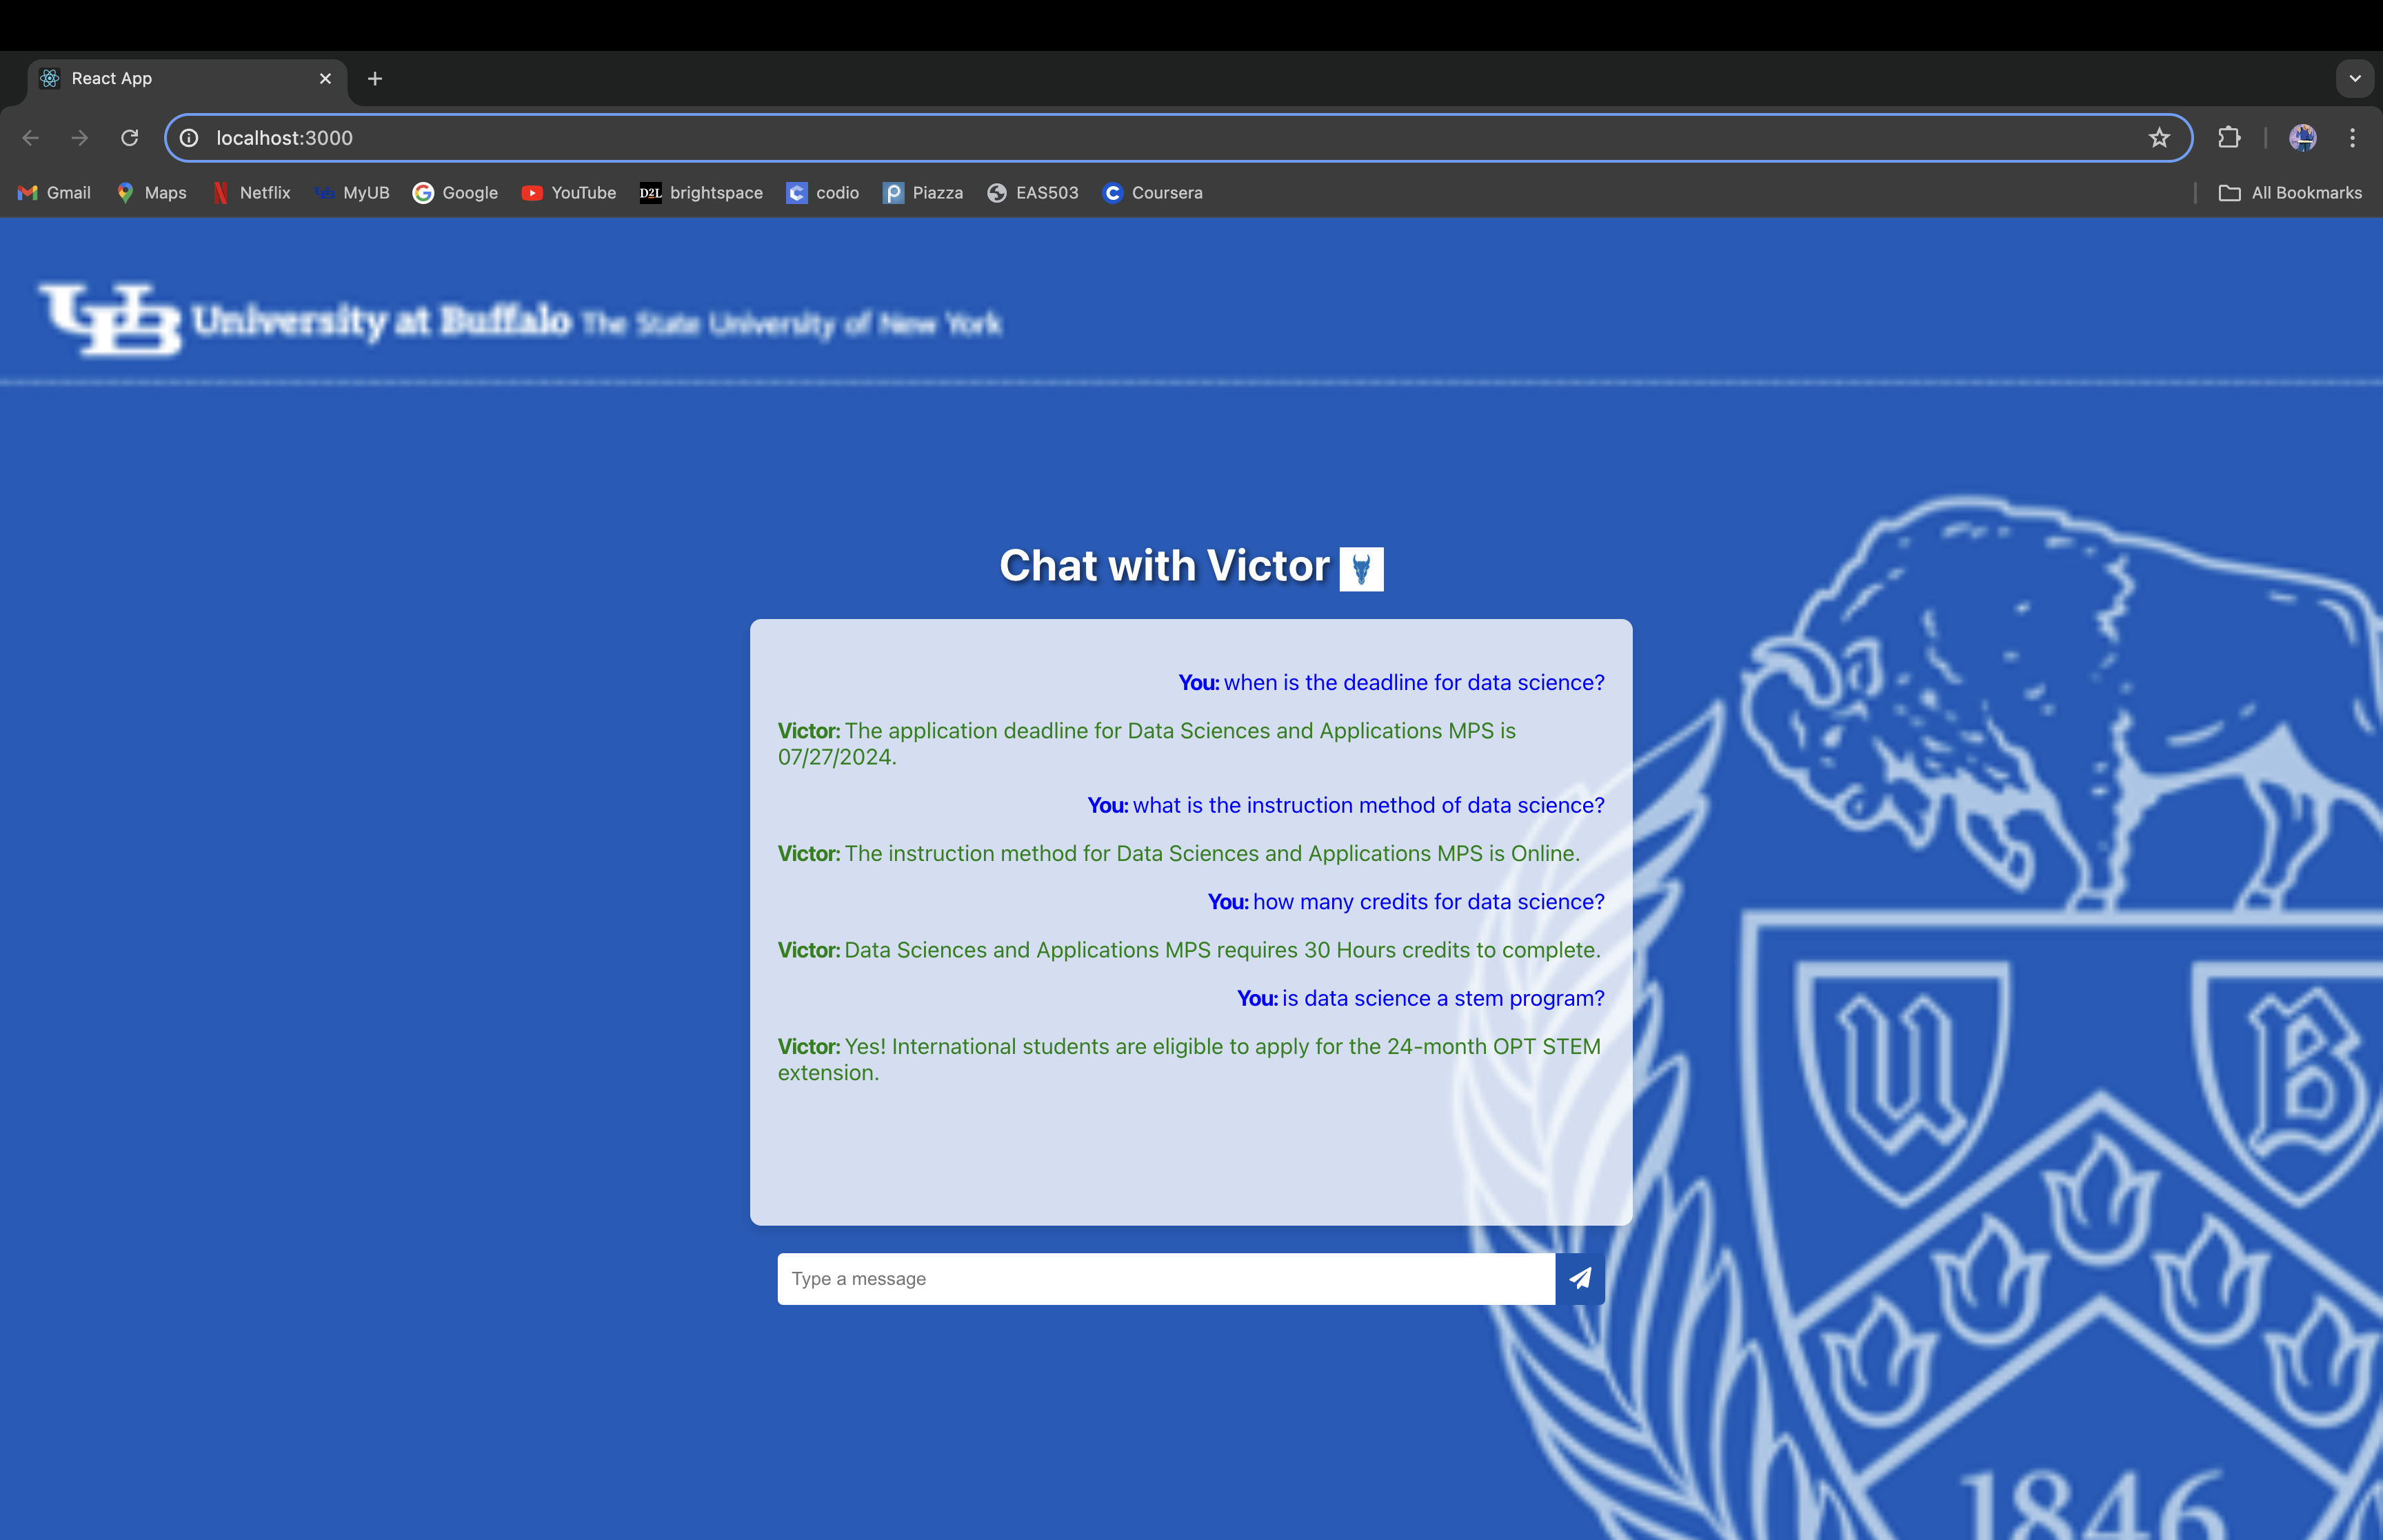 React App
localhost:3000
Gmail Maps Netflix MyUB Google YouTube D2L brightspace codio Piazza EAS503 Coursera All Bookmarks
UB University at Buffalo The State University of New York
Chat with Victor
You: when is the deadline for data science?
Victor: The application deadline for Data Sciences and Applications MPS is
07/27/2024.
You: what is the instruction method of data science?
Victor: The instruction method for Data Sciences and Applications MPS is Online.
You: how many credits for data science?
Victor: Data Sciences and Applications MPS requires 30 Hours credits to complete.
You: is data science a stem program?
Victor: Yes! International students are eligible to apply for the 24-month OPT STEM
extension.
Type a message
U B
1846